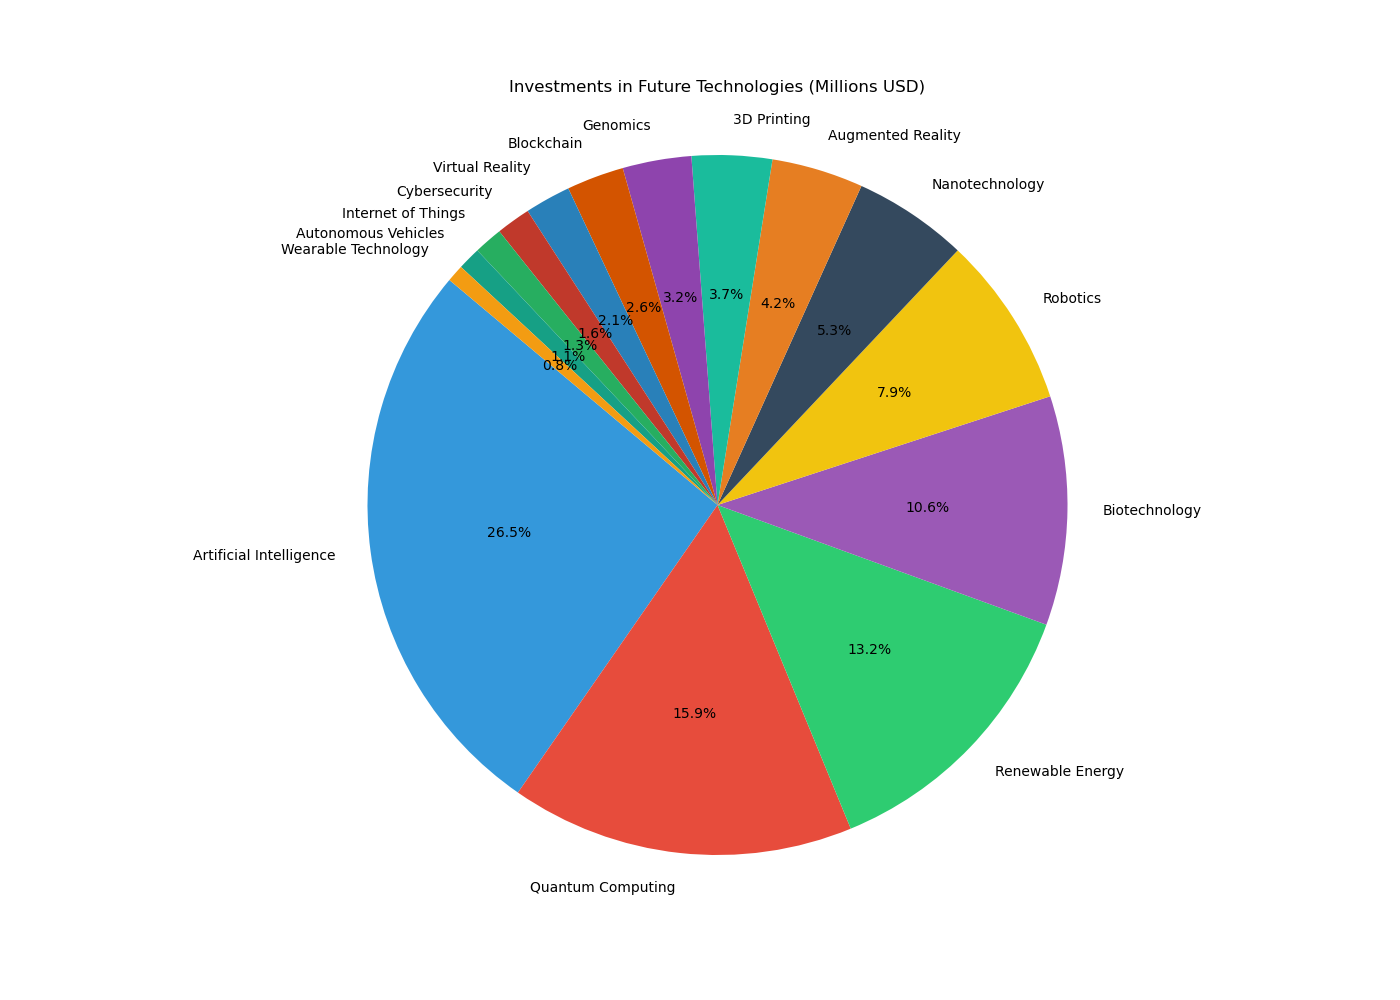 Investments in Future Technologies (Millions USD)
3D Printing
Genomics
Augmented Reality
Blockchain
Virtual Reality
Nanotechnology
Cybersecurity
Internet of Things
Autonomous Vehicles
Wearable Technology
Robotics
3.7%
3.2%
4.2%
2.6%
2.1%
5.3%
1.6%
1.3%
1.1%
0.8%
7.9%
10.6%
Biotechnology
26.5%
Artificial Intelligence
13.2%
15.9%
Renewable Energy
Quantum Computing